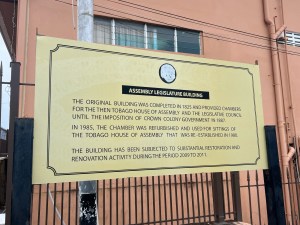 ASSEMBLY LEGISLATURE BUILDING
THE ORIGINAL BUILDING WAS COMPLETED IN 1825 AND PROVIDED CHAMBERS
FOR THE THEN TOBAGO HOUSE OF ASSEMBLY AND THE LEGISLATIVE COUNCIL
UNTIL THE IMPOSITION OF CROWN COLONY GOVERNMENT IN 1887.
IN 1985, THE CHAMBER WAS REFURBISHED AND USED FOR SITTINGS OF
THE TOBAGO HOUSE OF ASSEMBLY THAT WAS RE-ESTABLISHED IN 1980.
THE BUILDING HAS BEEN SUBJECTED TO SUBSTANTIAL RESTORATION AND
RENOVATION ACTIVITY DURING THE PERIOD 2009 TO 2011.